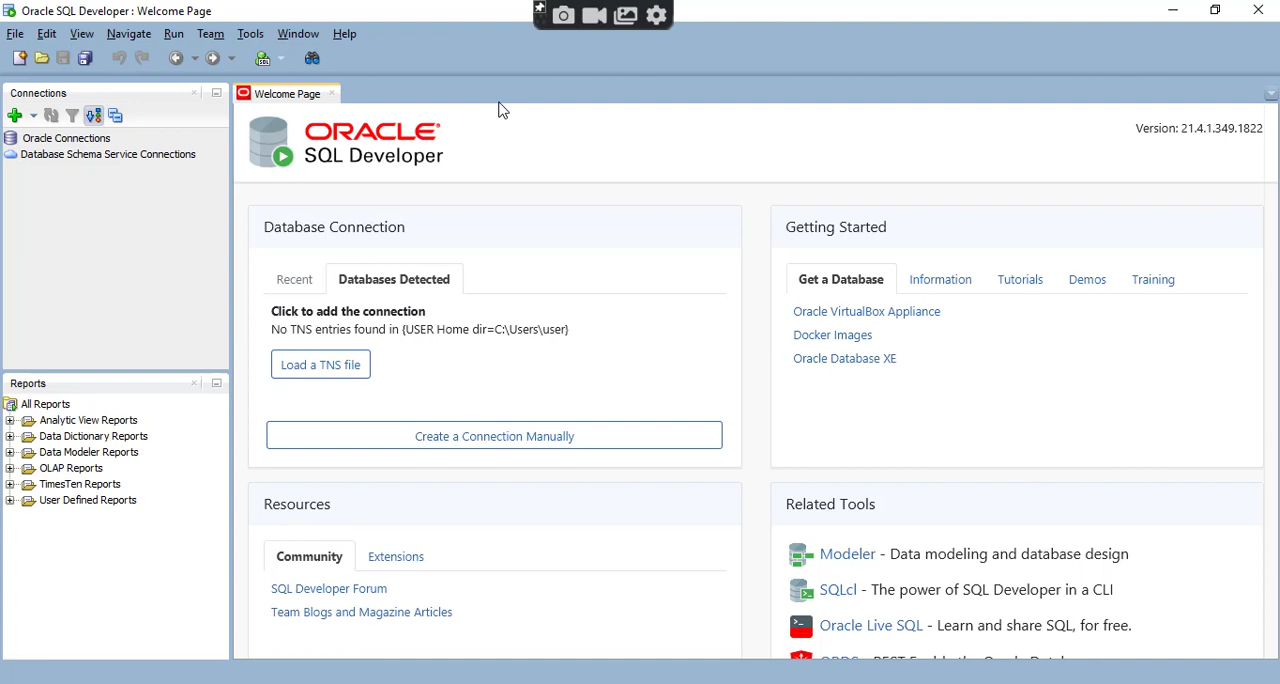 Oracle SQL Developer : Welcome Page
File Edit View Navigate Run Team Tools Window Help
Connections
Oracle Connections
Database Schema Service Connections
Reports
All Reports
Analytic View Reports
Data Dictionary Reports
Data Modeler Reports
OLAP Reports
TimesTen Reports
User Defined Reports
Welcome Page
ORACLE
SQL Developer
Version: 21.4.1.349.1822
Database Connection
Recent Databases Detected
Click to add the connection
No TNS entries found in {USER Home dir=C:\Users\user}
Load a TNS file
Create a Connection Manually
Getting Started
Get a Database Information Tutorials Demos Training
Oracle VirtualBox Appliance
Docker Images
Oracle Database XE
Resources
Community Extensions
SQL Developer Forum
Team Blogs and Magazine Articles
Related Tools
Modeler - Data modeling and database design
SQLcl - The power of SQL Developer in a CLI
Oracle Live SQL - Learn and share SQL, for free.